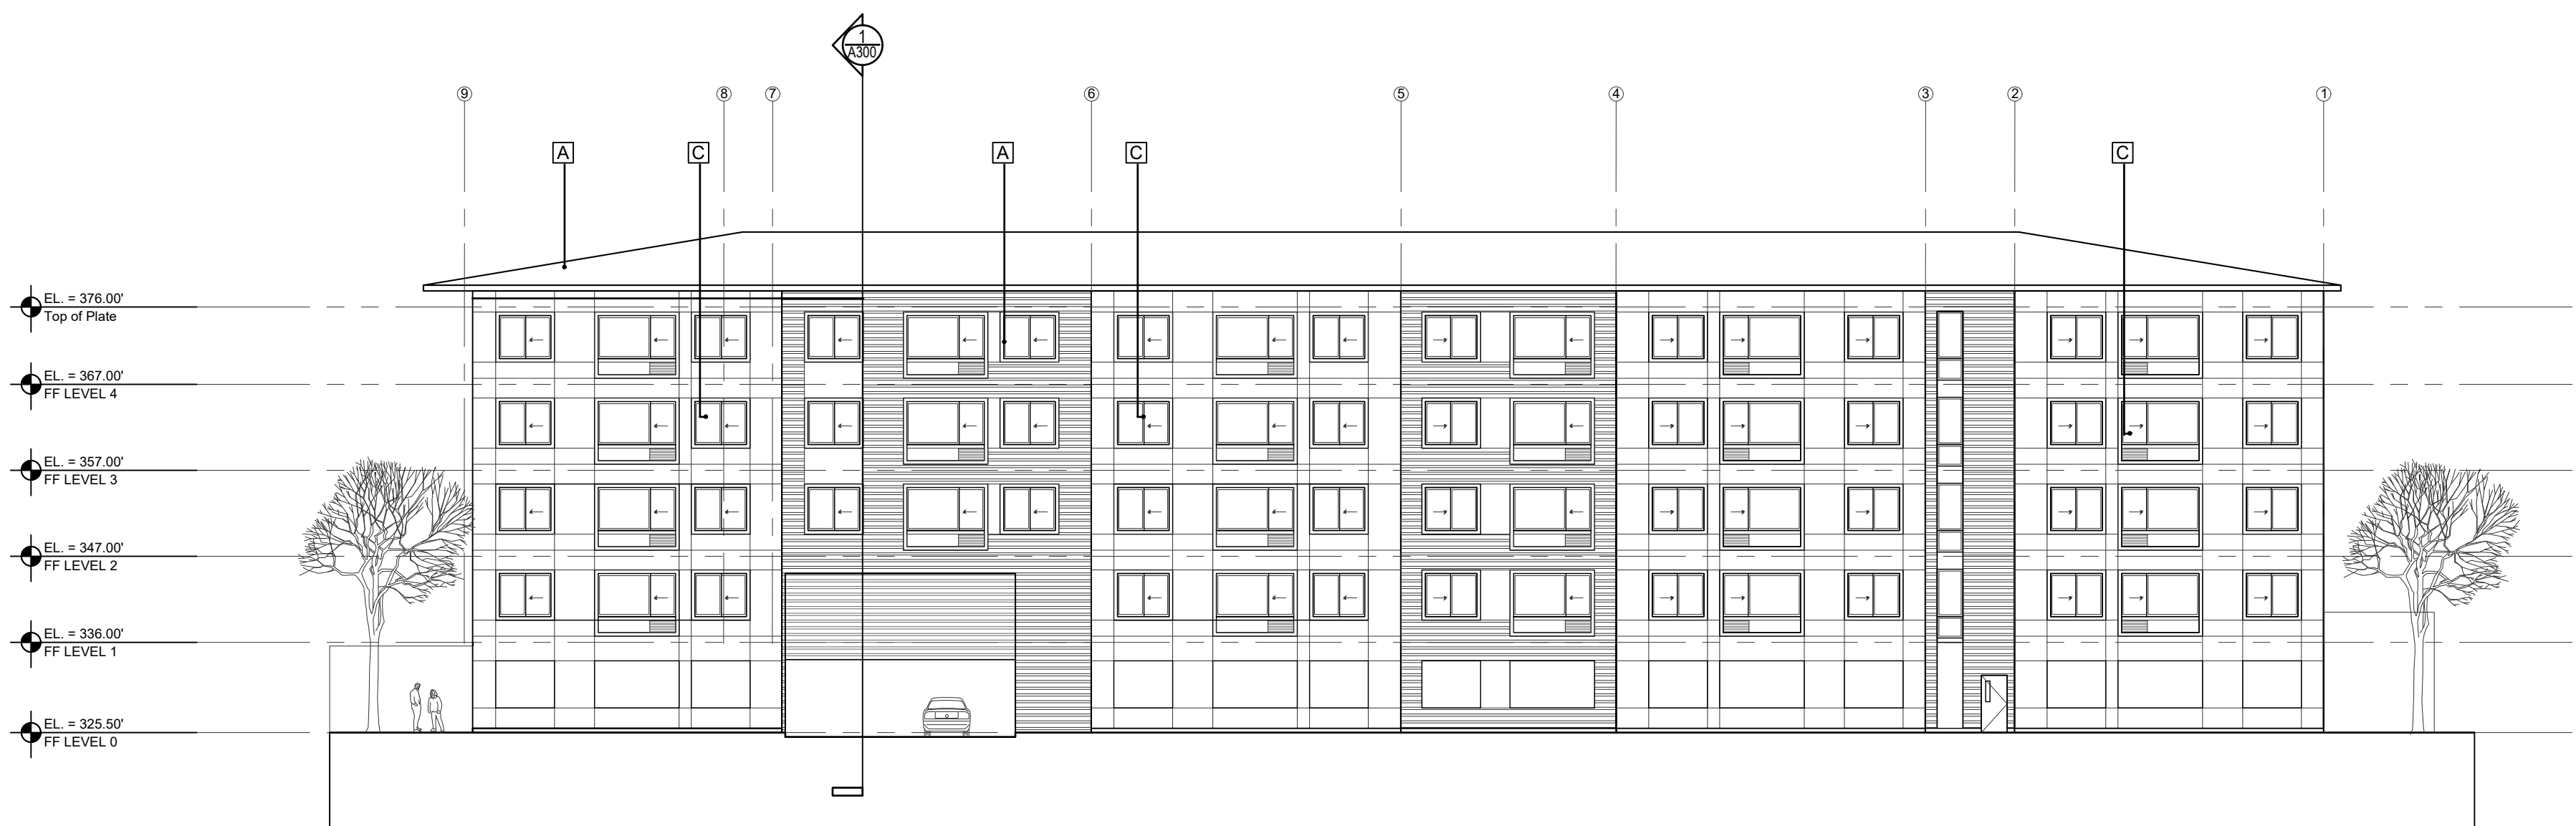 1
A300
9
8
7
6
5
4
3
2
1
A
C
A
C
C
EL. = 376.00'
Top of Plate
EL. = 367.00'
FF LEVEL 4
EL. = 357.00'
FF LEVEL 3
EL. = 347.00'
FF LEVEL 2
EL. = 336.00'
FF LEVEL 1
EL. = 325.50'
FF LEVEL 0